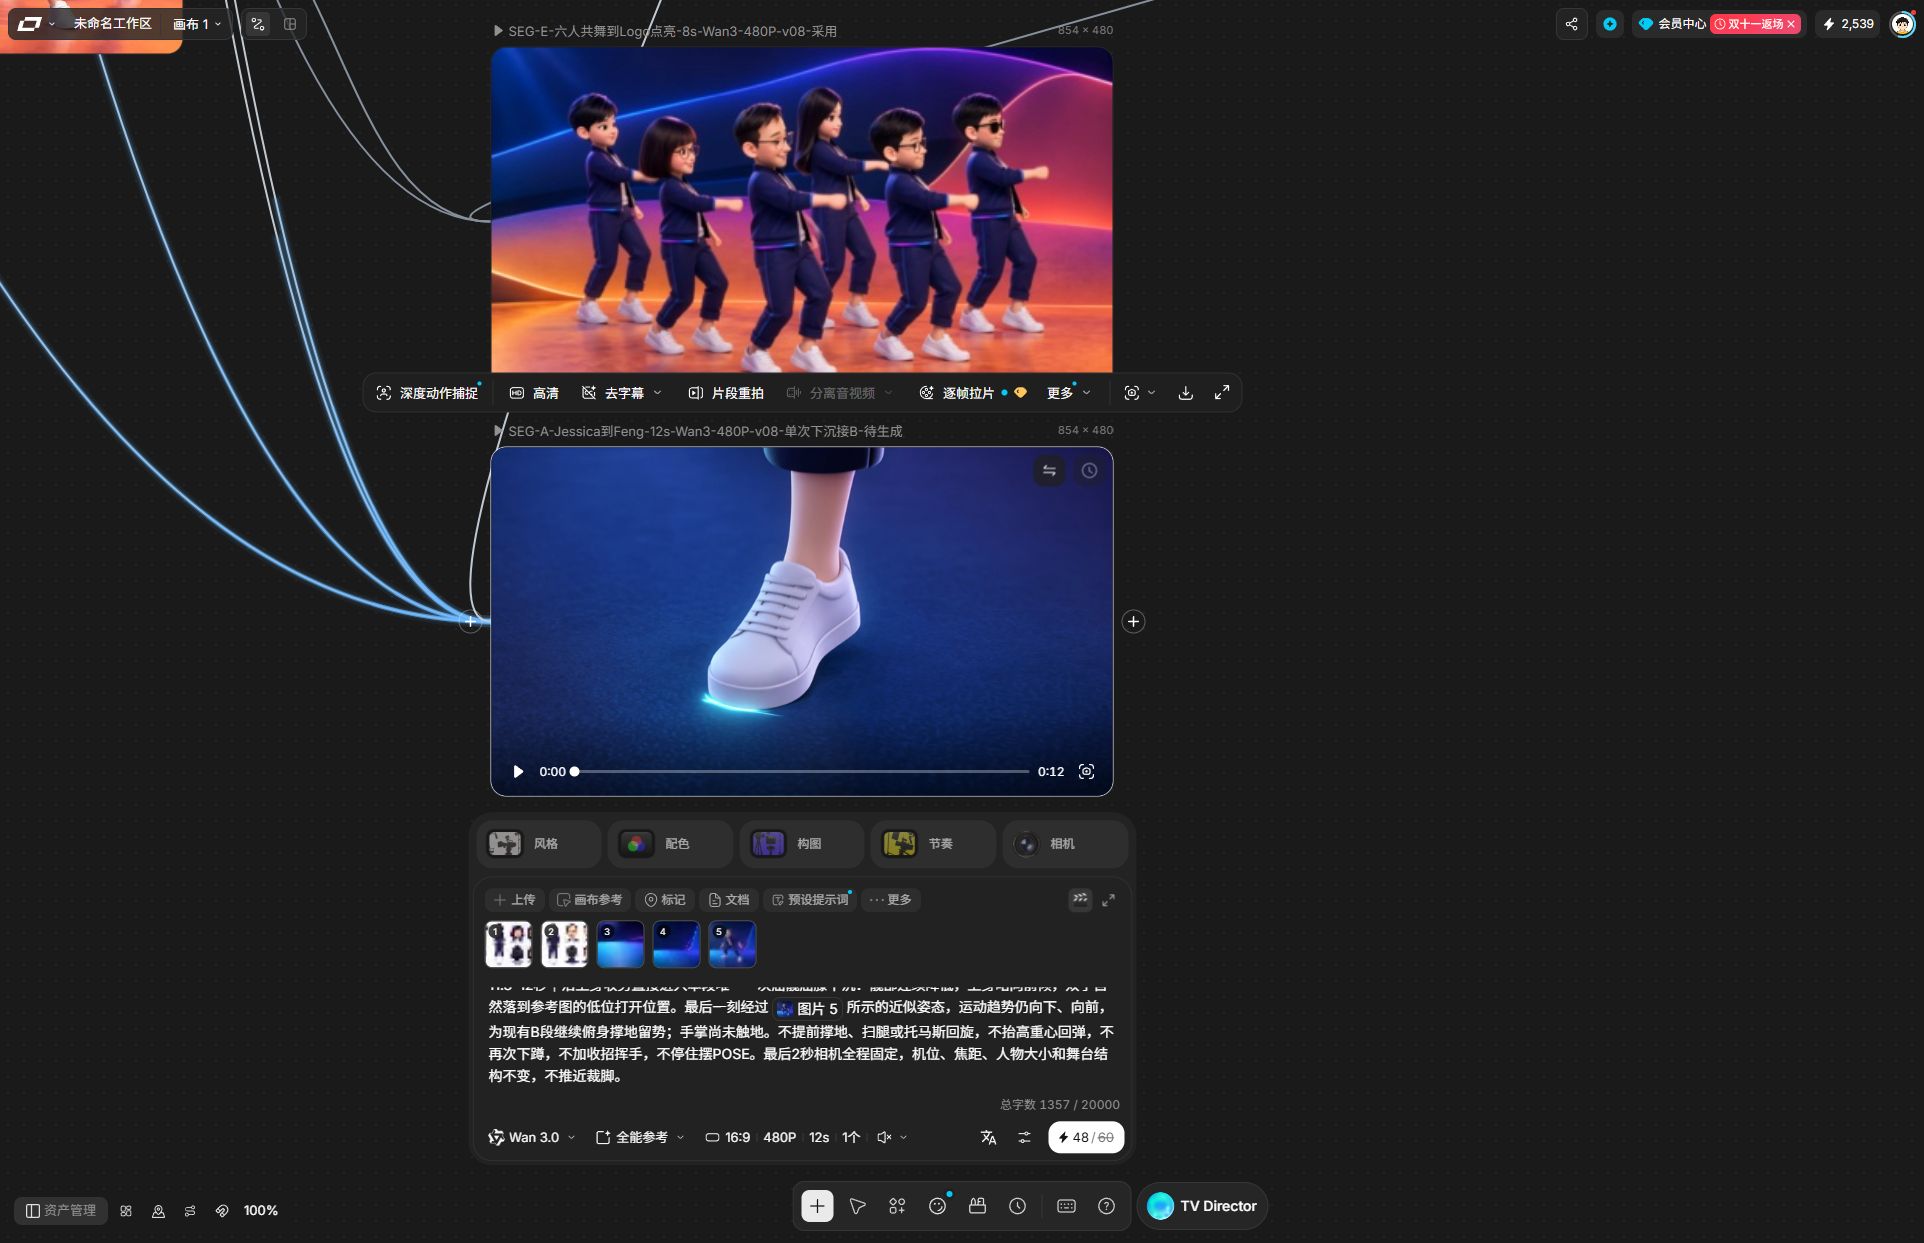 未命名工作区
画布 1
会员中心
双十一返场
2,539
SEG-E-六人共舞到Logo点亮-8s-Wan3-480P-v08-采用
854 × 480
深度动作捕捉
HD 高清
去字幕
片段重拍
分离音视频
逐帧拉片
更多
SEG-A-Jessica到Feng-12s-Wan3-480P-v08-单次下沉接B-待生成
854 × 480
0:00
0:12
风格
配色
构图
节奏
相机
上传
画布参考
标记
文档
预设提示词
更多
1
2
3
4
5
然落到参考图的低位打开位置。最后一刻经过 图片 5 所示的近似姿态，运动趋势仍向下、向前，
为现有B段继续俯身撑地留势；手掌尚未触地。不提前撑地、扫腿或托马斯回旋，不抬高重心回弹，不
再次下蹲，不加收招挥手，不停住摆POSE。最后2秒相机全程固定，机位、焦距、人物大小和舞台结
构不变，不推近裁脚。
总字数 1357 / 20000
Wan 3.0
全能参考
16:9
480P
12s
1个
48/60
资产管理
100%
TV Director